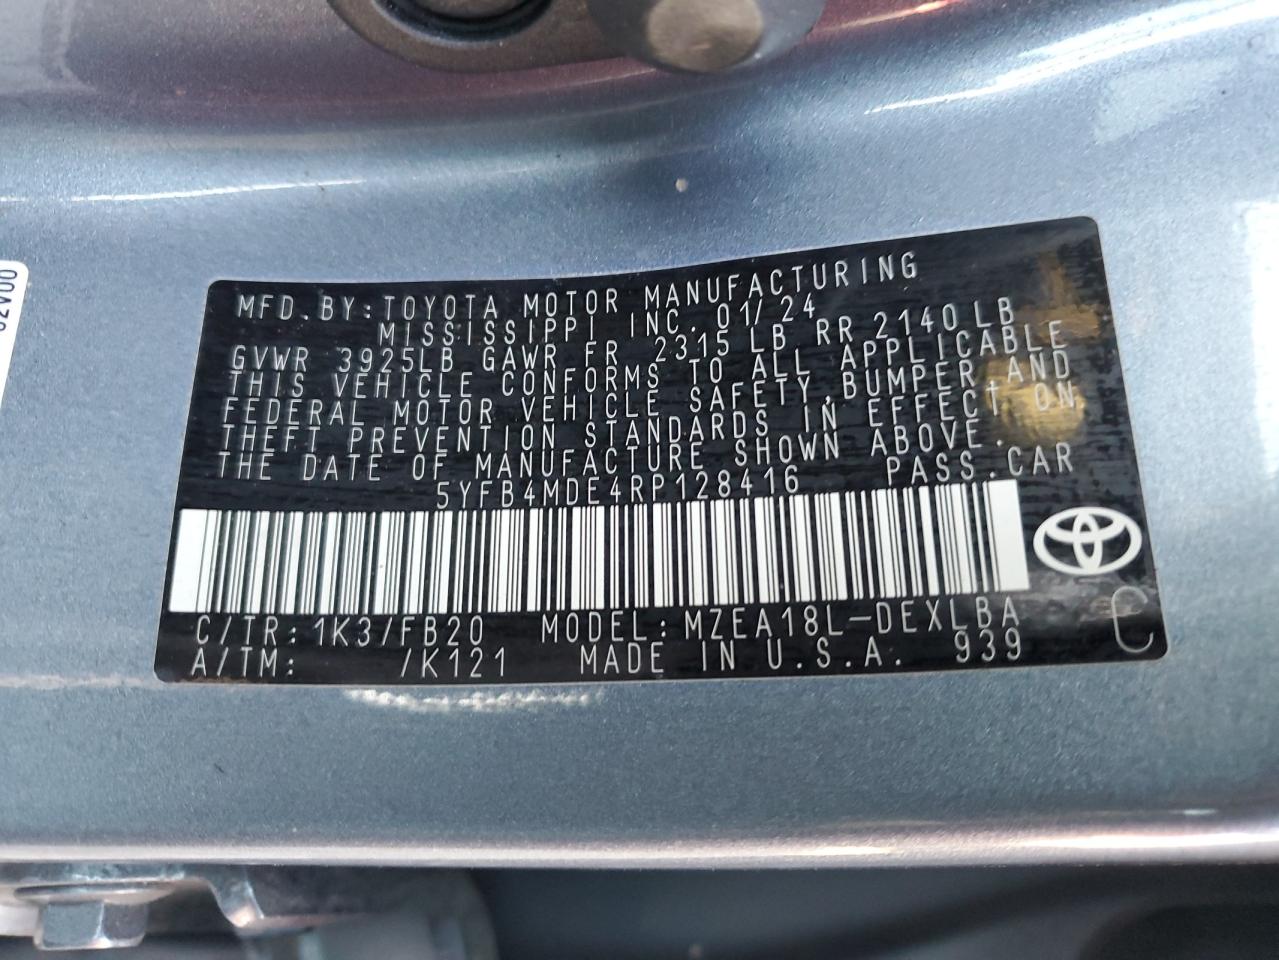 MFD.BY:TOYOTA MOTOR MANUFACTURING
MISSISSIPPI INC. 01/24
GVWR 3925LB GAWR FR 2315 LB RR 2140LB
THIS VEHICLE CONFORMS TO ALL APPLICABLE
FEDERAL MOTOR VEHICLE SAFETY,BUMPER,AND
THEFT PREVENTION STANDARDS IN EFFECT ON
THE DATE OF MANUFACTURE SHOWN ABOVE.
5YFB4MDE4RP128416 PASS.CAR
C/TR:1K3/FB20 MODEL:MZEA18L-DEXLBA
A/TM: /K121 MADE IN U.S.A. 939
C